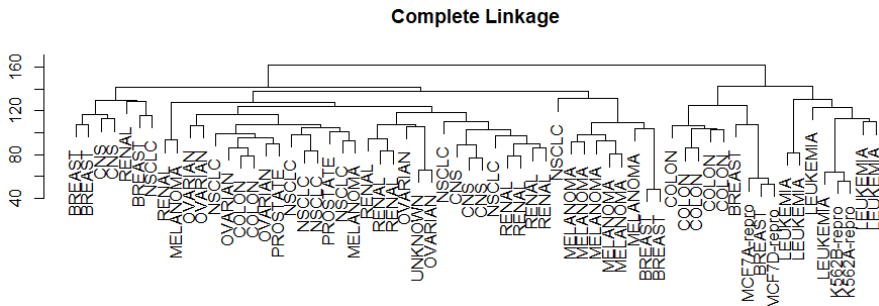 Complete Linkage
160
120
80
40
BREAST
BREAST
CNS
CNS
RENAL
BREAST
NSCLC
RENAL
MELANOMA
OVARIAN
OVARIAN
NSCLC
OVARIAN
COLON
COLON
OVARIAN
PROSTATE
NSCLC
NSCLC
NSCLC
PROSTATE
NSCLC
MELANOMA
RENAL
RENAL
RENAL
OVARIAN
UNKNOWN
OVARIAN
NSCLC
CNS
CNS
CNS
NSCLC
RENAL
RENAL
RENAL
RENAL
NSCLC
MELANOMA
MELANOMA
MELANOMA
MELANOMA
MELANOMA
MELANOMA
BREAST
BREAST
COLON
COLON
COLON
COLON
COLON
BREAST
MCF7A-repro
BREAST
MCF7D-repro
LEUKEMIA
LEUKEMIA
LEUKEMIA
LEUKEMIA
K562B-repro
K562A-repro
LEUKEMIA
LEUKEMIA